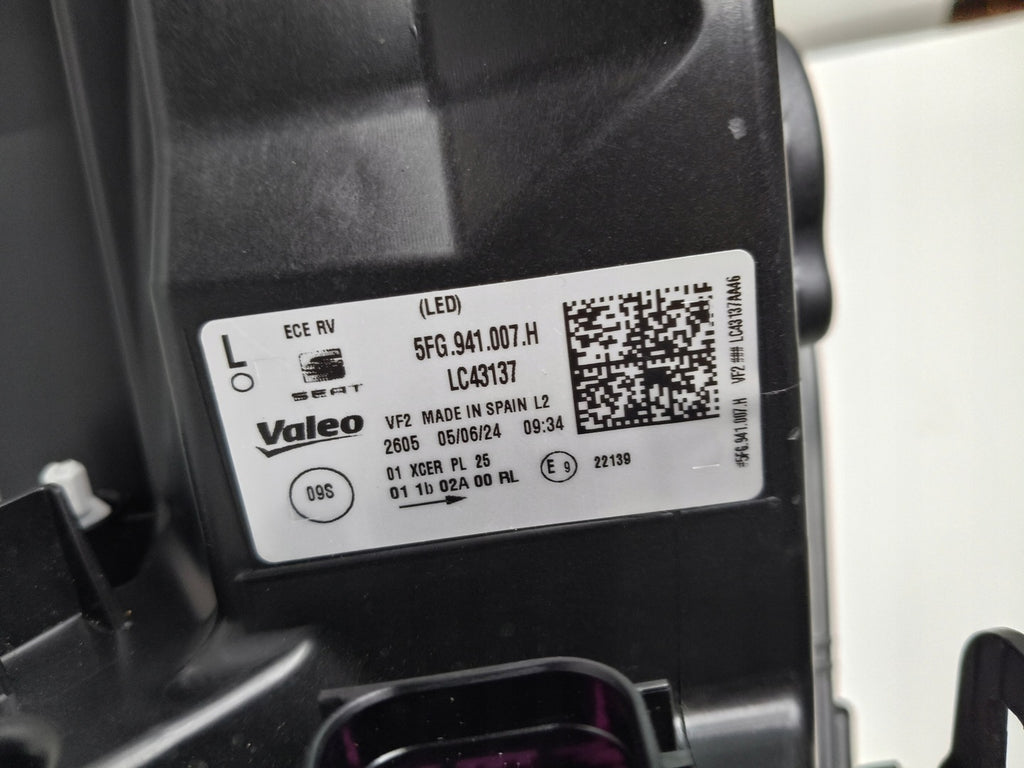 (LED)
L
ECE RV
SEAT
5FG.941.007.H
LC43137
Valeo
VF2 MADE IN SPAIN L2
2605 05/06/24 09:34
09S
01 XCER PL 25
01 1b 02A 00 RL
E 9
22139
#5FG.941.007.H VF2 ### LC43137AA46